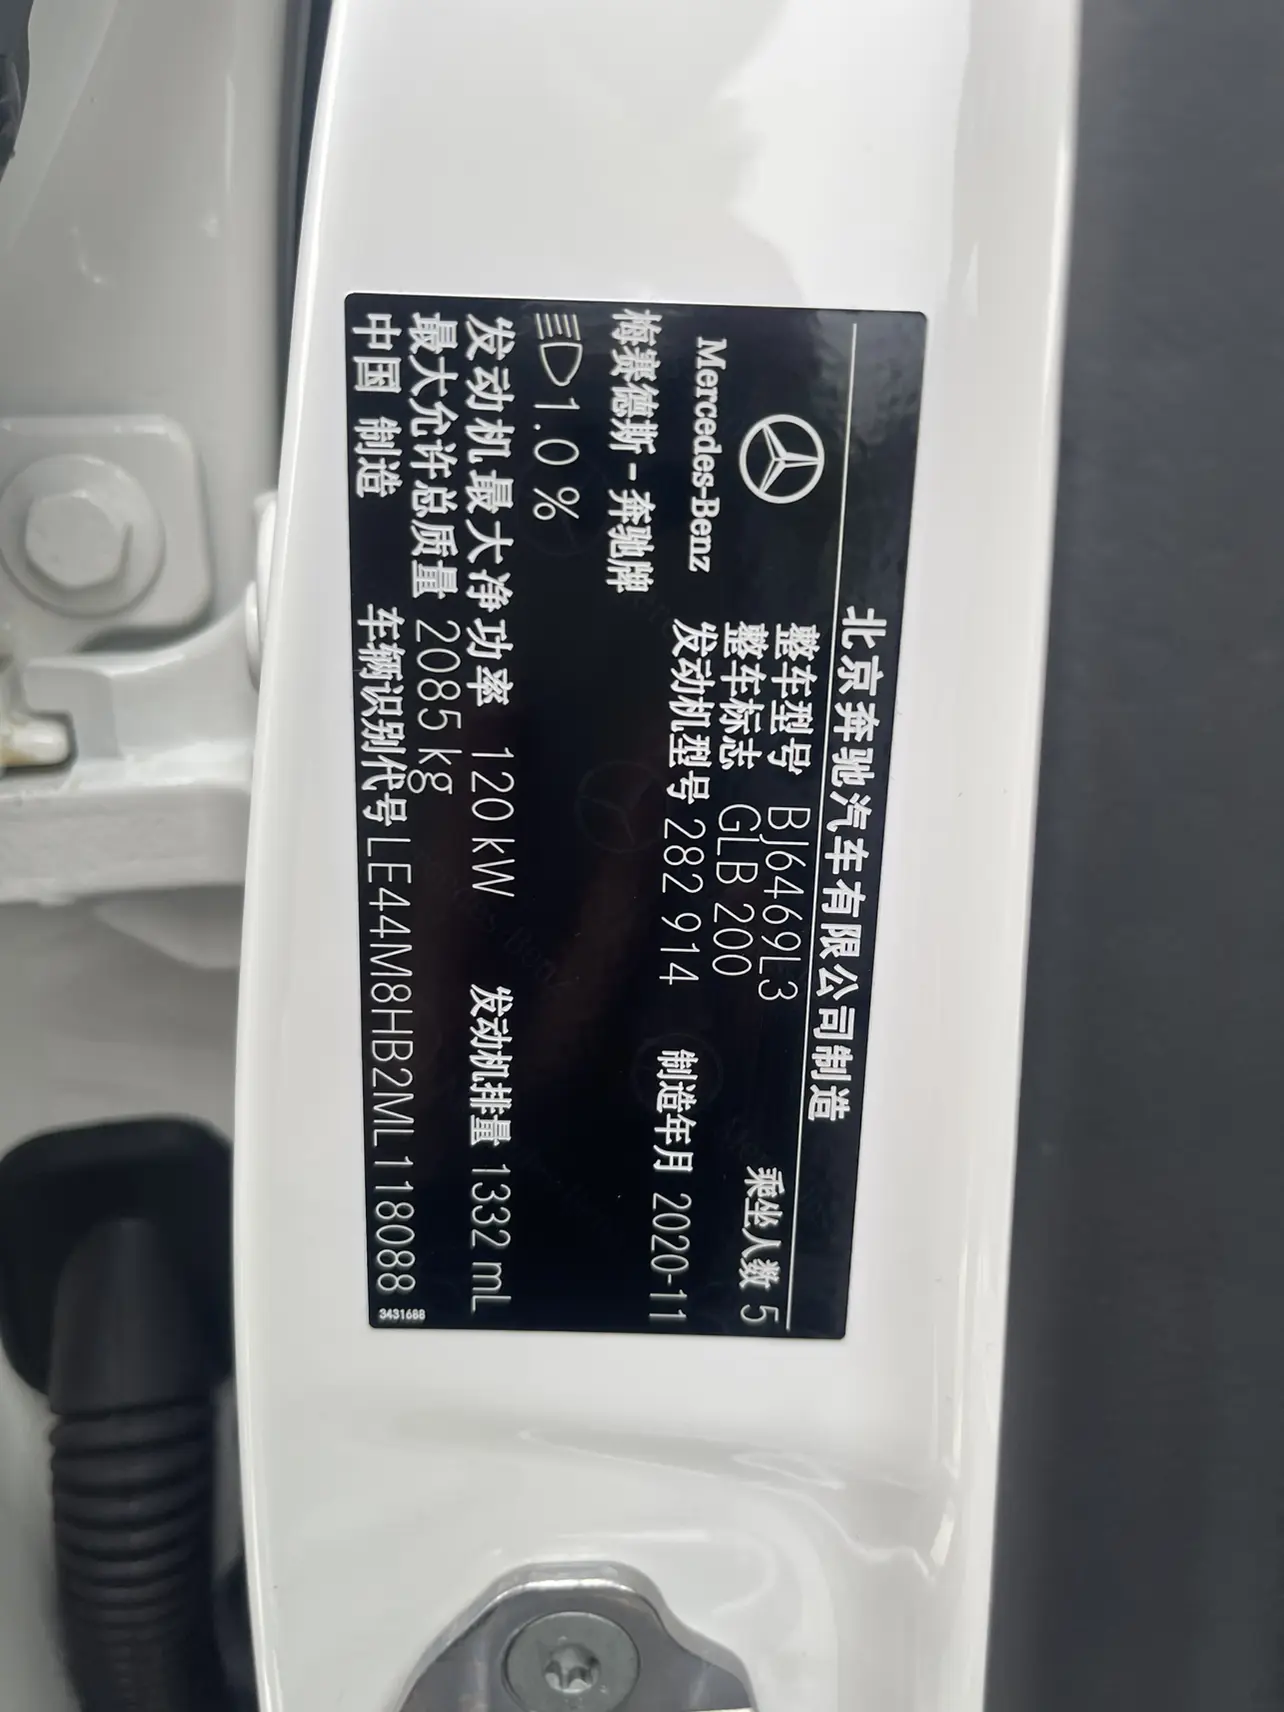 北京奔驰汽车有限公司制造
Mercedes-Benz
梅赛德斯-奔驰牌
整车型号 BJ6469L3 乘坐人数 5
整车标志 GLB 200
发动机型号 282 914 制造年月 2020-11
1.0 %
发动机最大净功率 120 kW 发动机排量 1332 mL
最大允许总质量 2085 kg
中国 制造 车辆识别代号 LE44M8HB2ML118088
3431688